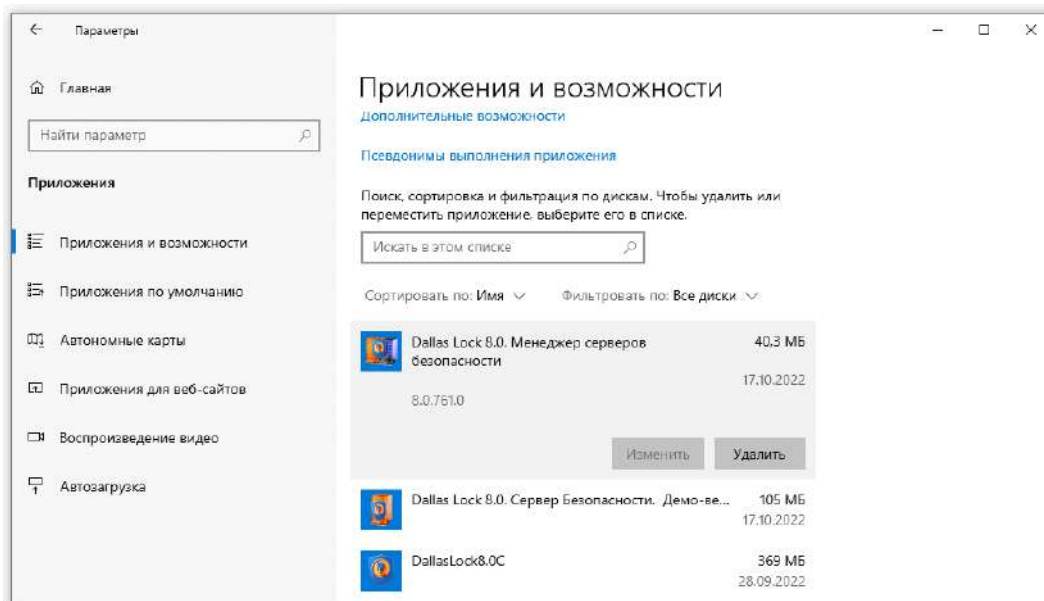 Параметры
Главная
Найти параметр
Приложения
Приложения и возможности
Приложения по умолчанию
Автономные карты
Приложения для веб-сайтов
Воспроизведение видео
Автозагрузка
Приложения и возможности
Дополнительные возможности
Псевдонимы выполнения приложения
Поиск, сортировка и фильтрация по дискам. Чтобы удалить или
переместить приложение, выберите его в списке.
Искать в этом списке
Сортировать по: Имя Фильтровать по: Все диски
Dallas Lock 8.0. Менеджер серверов 40,3 МБ
безопасности
17.10.2022
8.0.761.0
Изменить Удалить
Dallas Lock 8.0. Сервер Безопасности. Демо-ве... 105 МБ
17.10.2022
DallasLock8.0C 369 МБ
28.09.2022